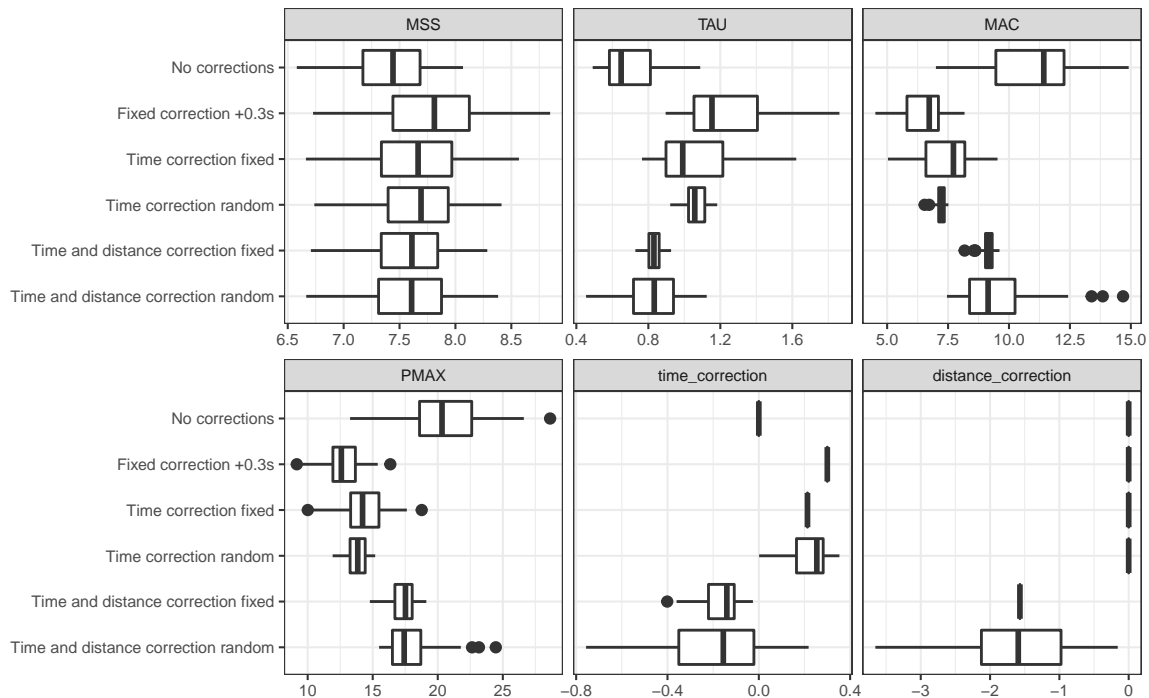 MSS TAU MAC
No corrections
Fixed correction +0.3s
Time correction fixed
Time correction random
Time and distance correction fixed
Time and distance correction random
6.5 7.0 7.5 8.0 8.5 0.4 0.8 1.2 1.6 5.0 7.5 10.0 12.5 15.0
PMAX time_correction distance_correction
No corrections
Fixed correction +0.3s
Time correction fixed
Time correction random
Time and distance correction fixed
Time and distance correction random
10 15 20 25 −0.8 −0.4 0.0 0.4 −3 −2 −1 0